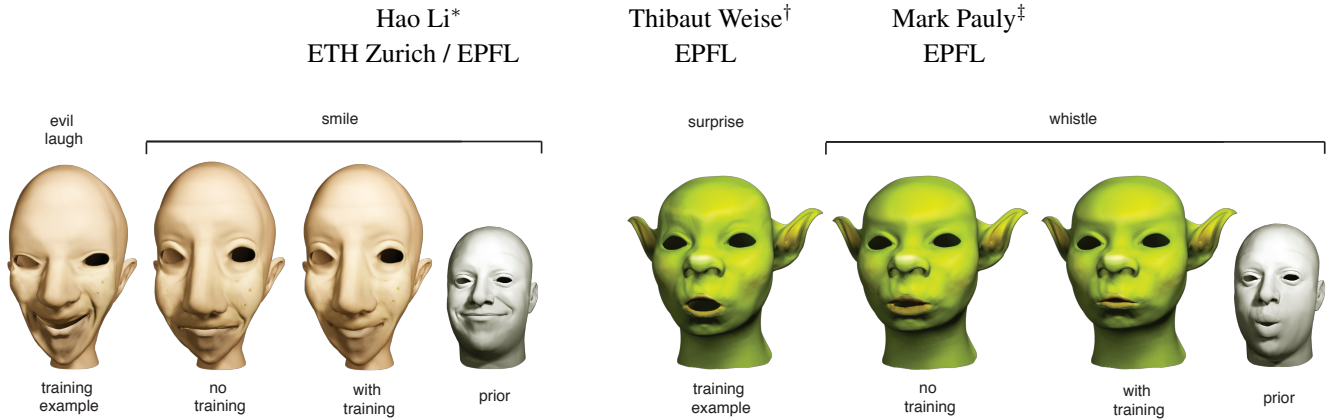 Hao Li* Thibaut Weise† Mark Pauly‡
ETH Zurich / EPFL EPFL EPFL
evil
laugh
smile
surprise
whistle
training
example
no
training
with
training
prior
training
example
no
training
with
training
prior